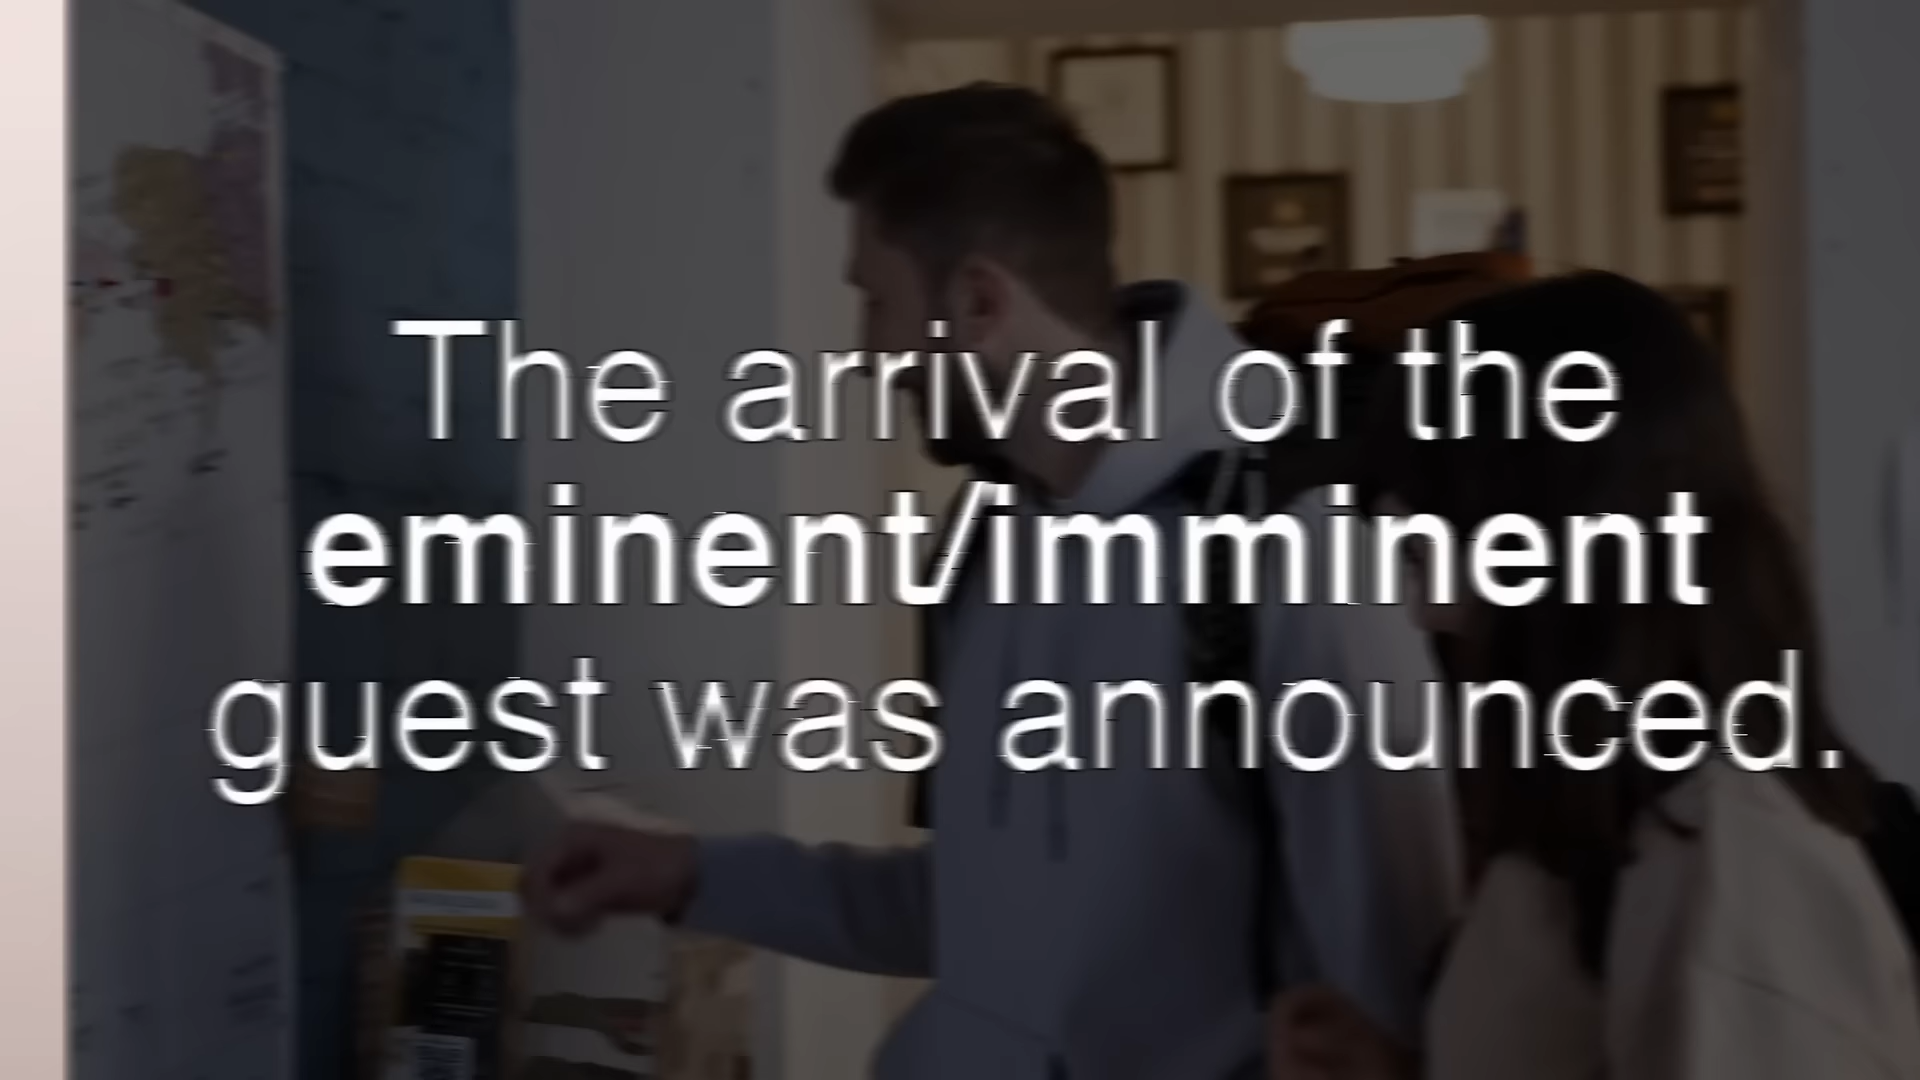 The arrival of the
eminent/imminent
guest was announced.